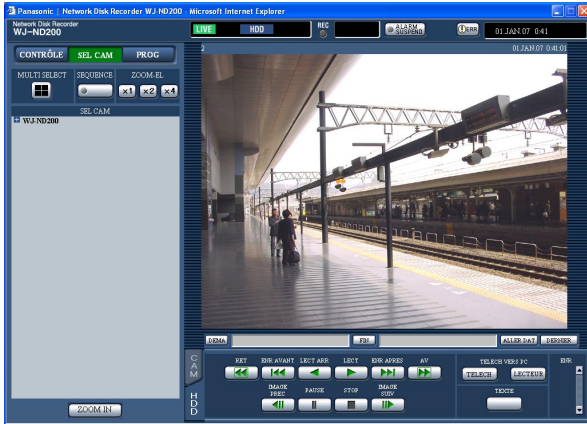 Panasonic | Network Disk Recorder WJ-ND200 - Microsoft Internet Explorer
Network Disk Recorder
WJ-ND200
LIVE HDD REC ALARM SUSPEND ERR 01.JAN.07 0:41
CONTRÔLE SEL CAM PROG
MULTI SELECT SEQUENCE ZOOM-EL
x1 x2 x4
SEL CAM
WJ-ND200
ZOOM IN
2 01.JAN.07 0:41:01
DEMA FIN ALLER DAT DERNIER
CAM
HDD
RET ENR AVANT LECT ARR LECT ENR APRES AV
IMAGE PREC PAUSE STOP IMAGE SUIV
TELECH VERS PC
TELECH LECTEUR
TEXTE
ENR